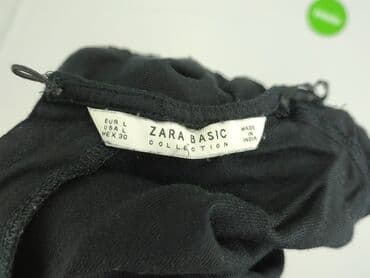 EUR L
USA L
MEX 30
ZARA BASIC
COLLECTION
MADE
IN
INDIA